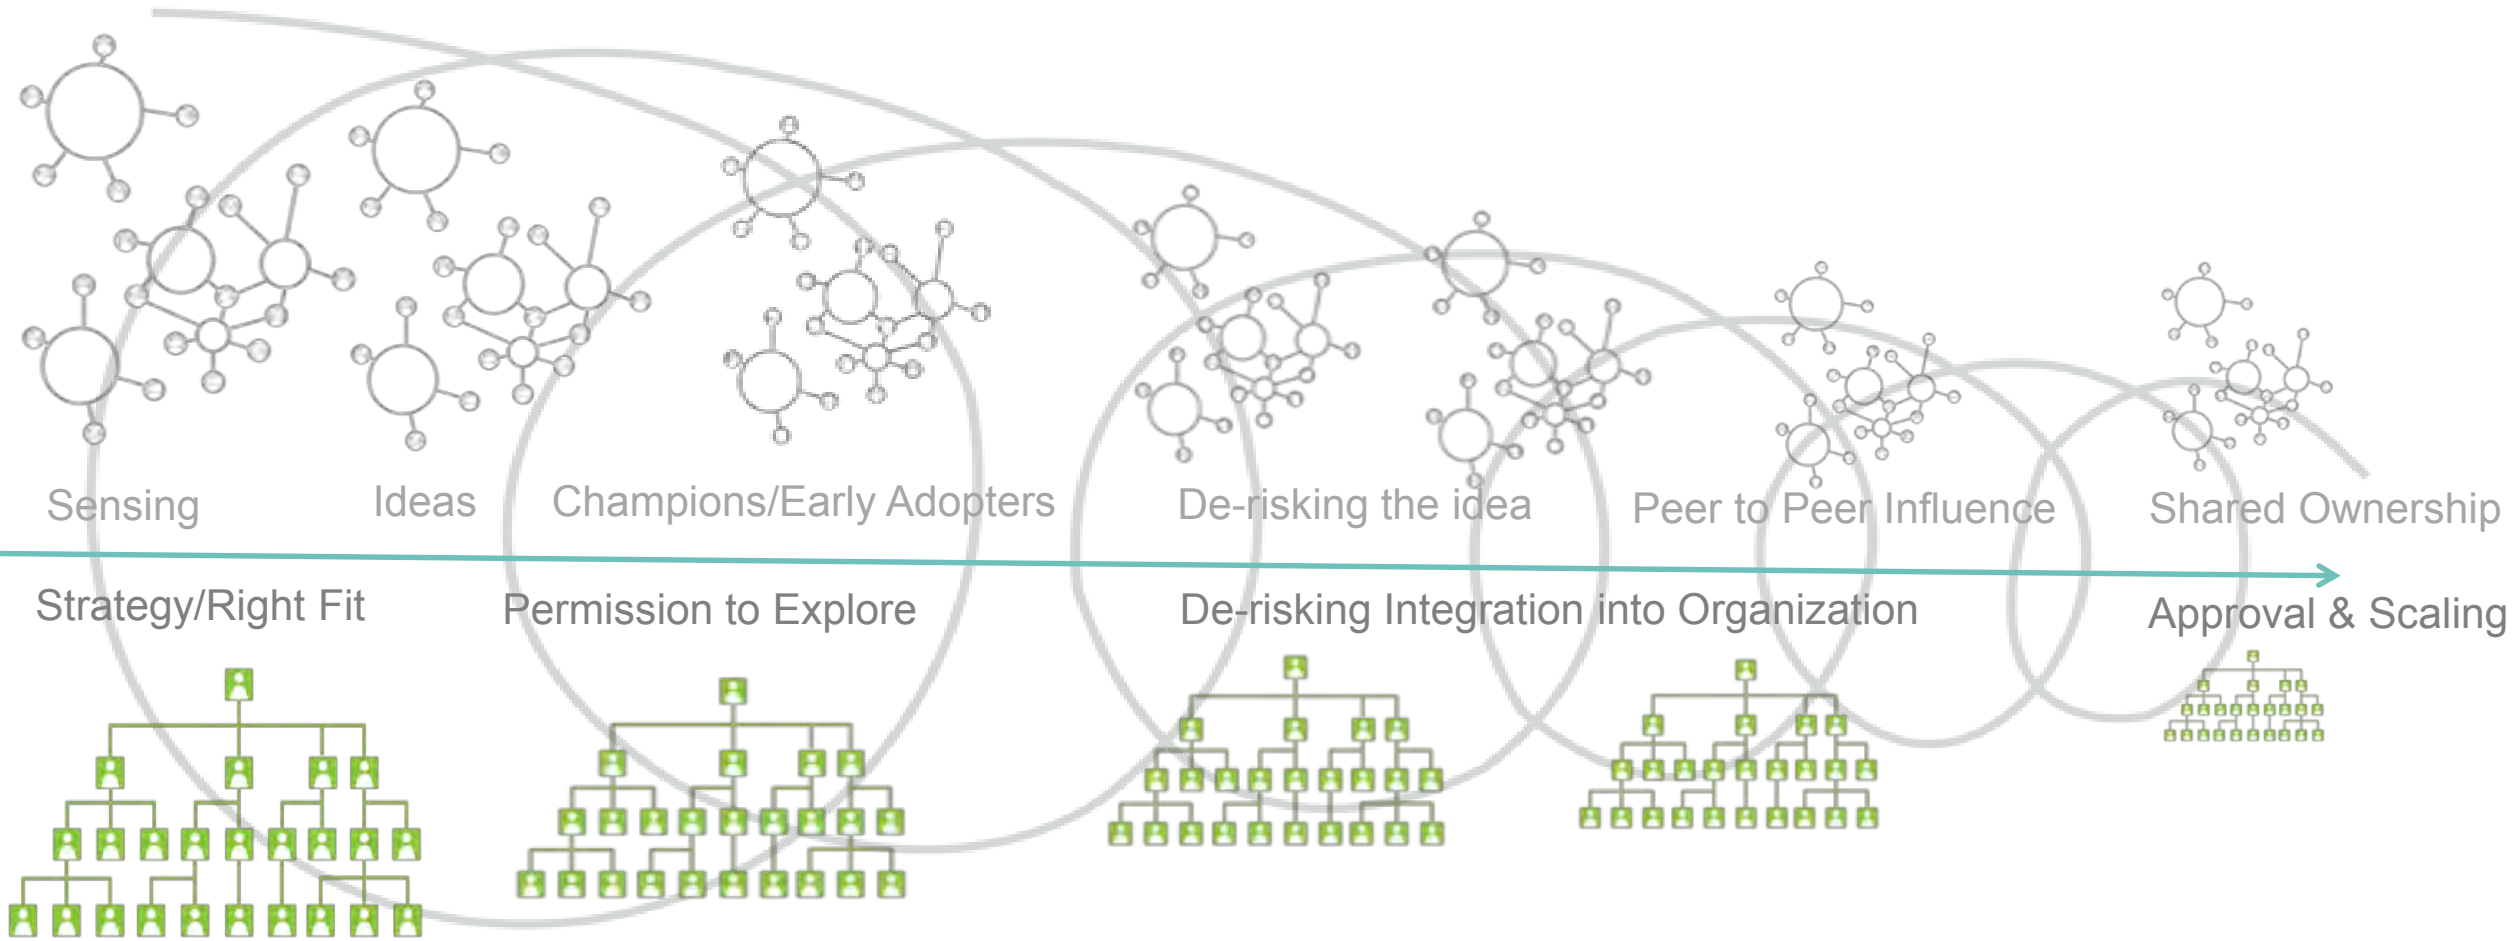 Sensing
Ideas
Champions/Early Adopters
De-risking the idea
Peer to Peer Influence
Shared Ownership
Strategy/Right Fit
Permission to Explore
De-risking Integration into Organization
Approval & Scaling